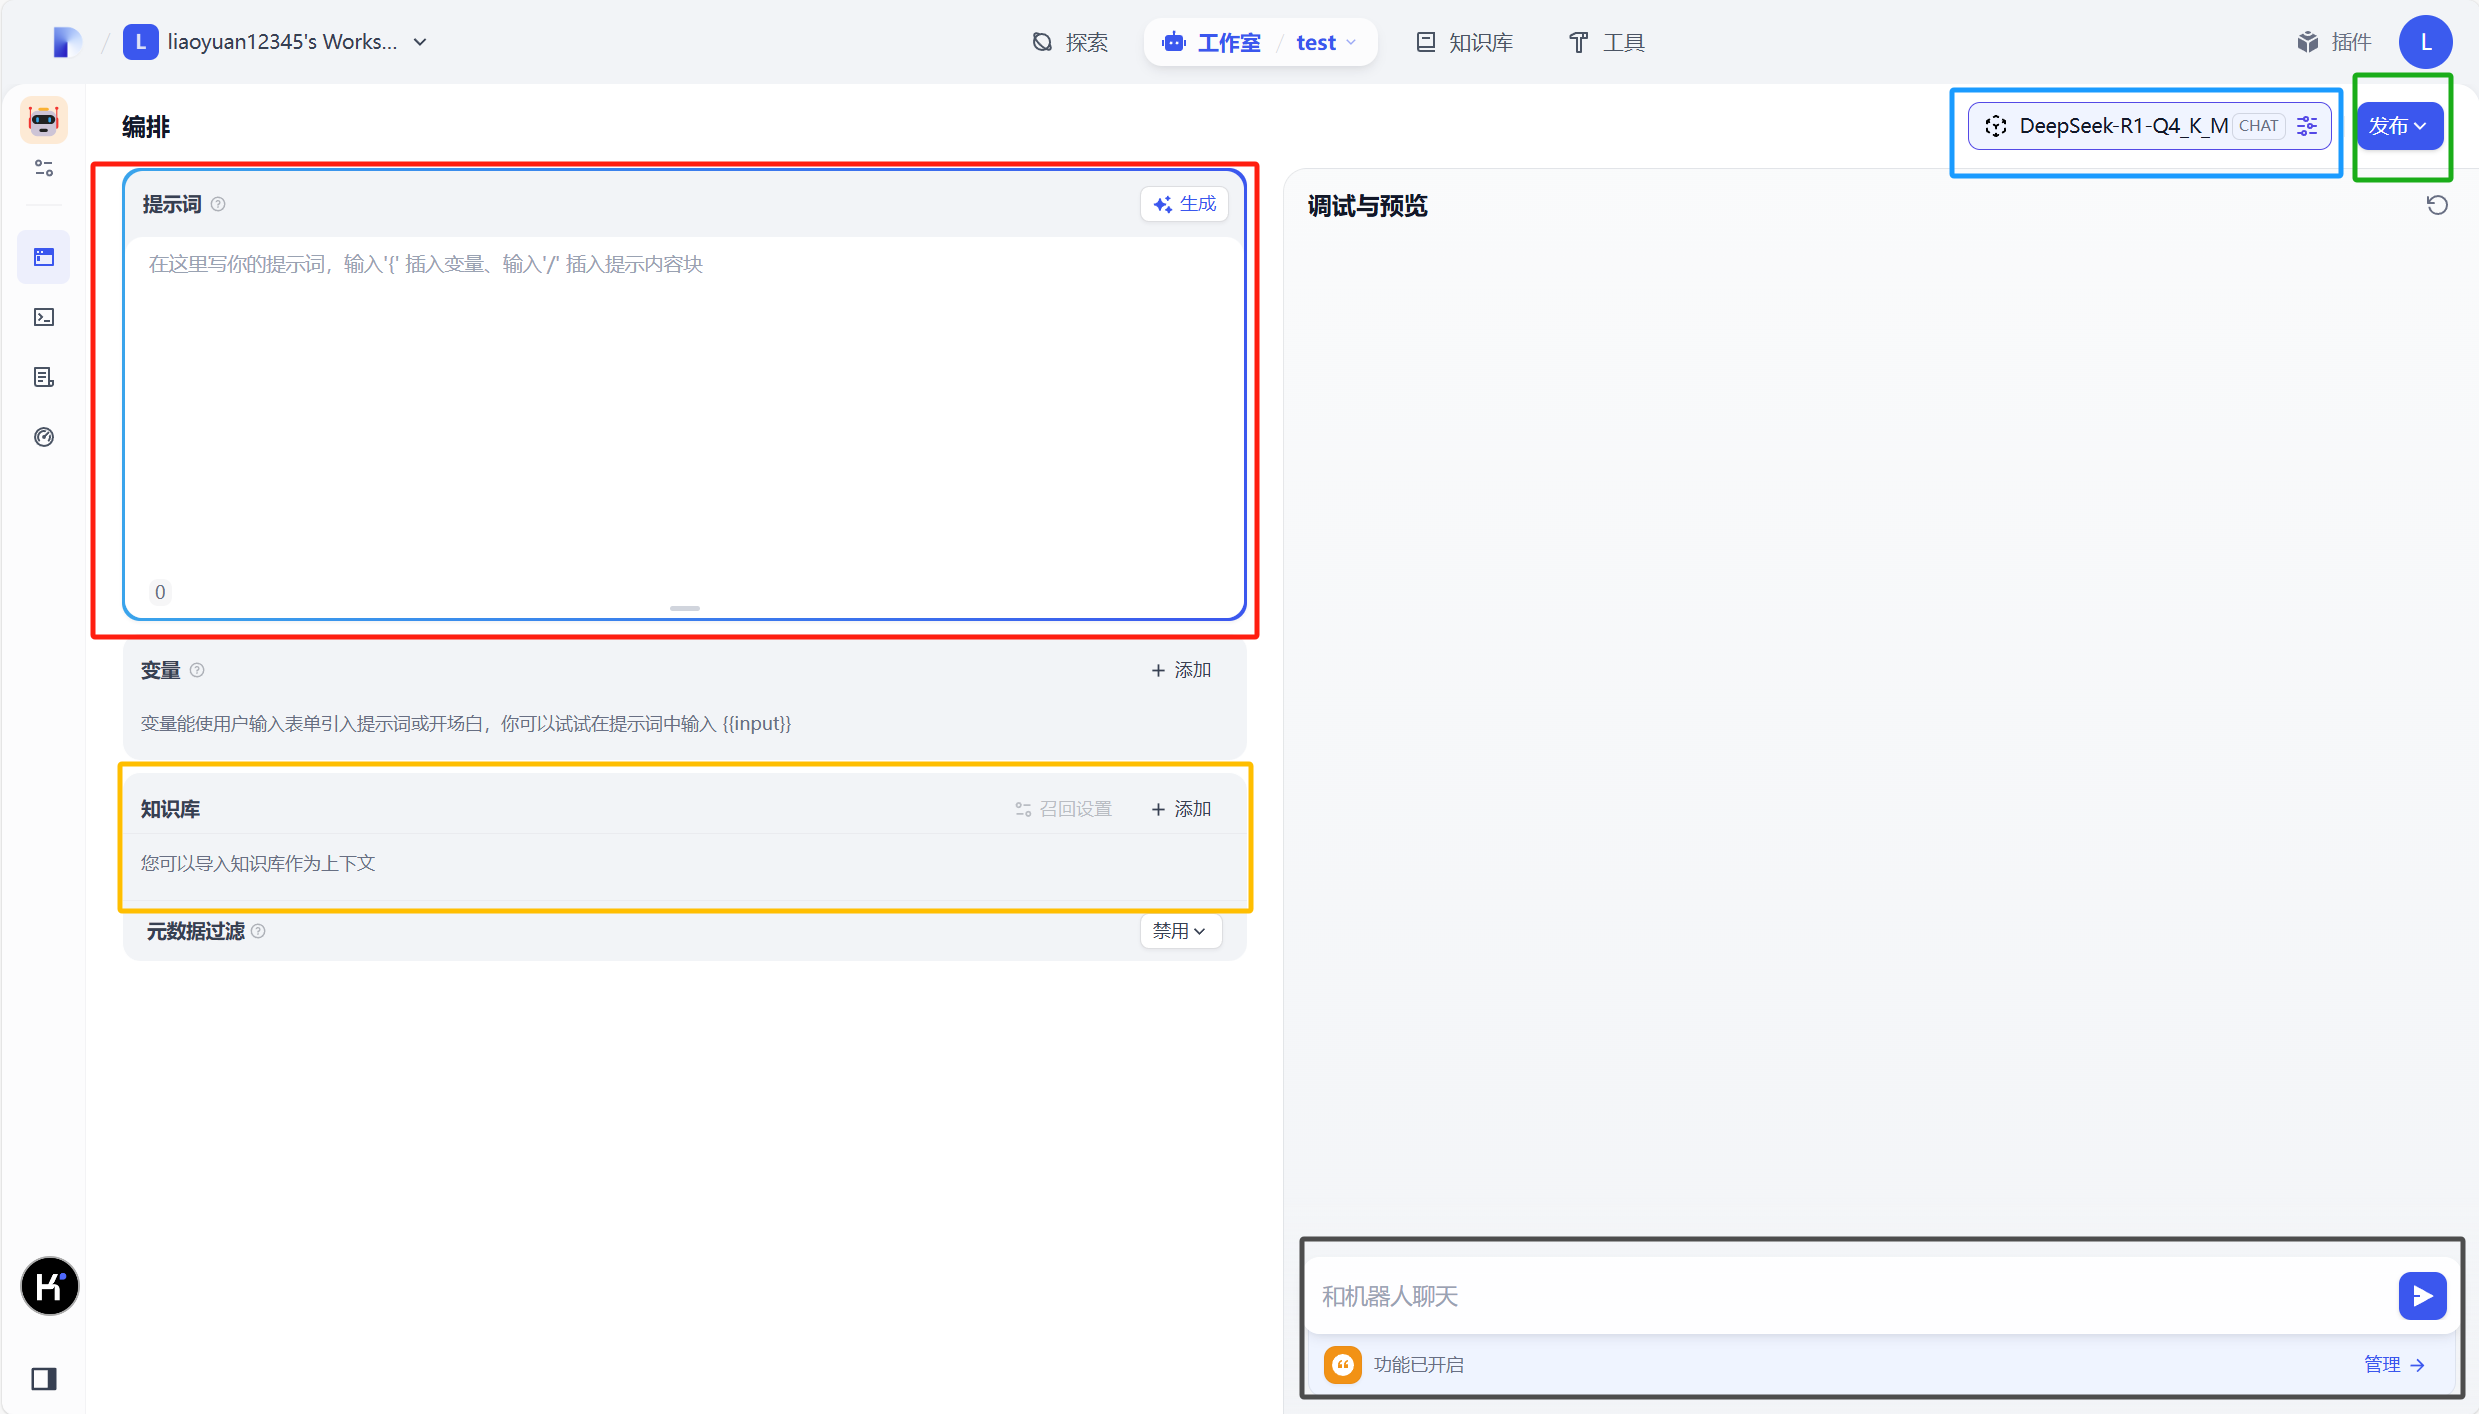 L liaoyuan12345's Works...
探索
工作室 / test
知识库
工具
插件
L
编排
DeepSeek-R1-Q4_K_M CHAT
发布
提示词
生成
在这里写你的提示词，输入'{' 插入变量、输入'/' 插入提示内容块
0
变量
+ 添加
变量能使用户输入表单引入提示词或开场白，你可以试试在提示词中输入 {{input}}
知识库
召回设置
+ 添加
您可以导入知识库作为上下文
元数据过滤
禁用
调试与预览
和机器人聊天
功能已开启
管理 →